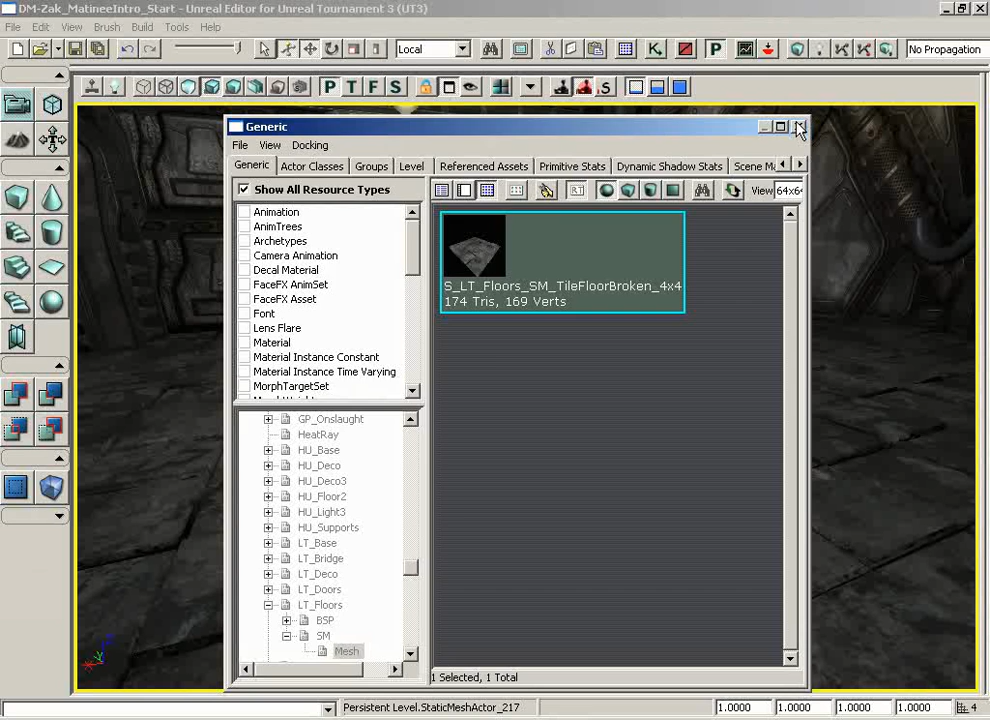 DM-Zak_MatineeIntro_Start - Unreal Editor for Unreal Tournament 3 (UT3)
File Edit View Brush Build Tools Help
Local
P
No Propagation
P T F S
S
Generic
File View Docking
Generic Actor Classes Groups Level Referenced Assets Primitive Stats Dynamic Shadow Stats Scene Ma
Show All Resource Types
RT
View 64x64
Animation
AnimTrees
Archetypes
Camera Animation
Decal Material
FaceFX AnimSet
FaceFX Asset
Font
Lens Flare
Material
Material Instance Constant
Material Instance Time Varying
MorphTargetSet
S_LT_Floors_SM_TileFloorBroken_4x4
174 Tris, 169 Verts
GP_Onslaught
HeatRay
HU_Base
HU_Deco
HU_Deco3
HU_Floor2
HU_Light3
HU_Supports
LT_Base
LT_Bridge
LT_Deco
LT_Doors
LT_Floors
BSP
SM
Mesh
1 Selected, 1 Total
Persistent Level.StaticMeshActor_217
1.0000 1.0000 1.0000 1.0000 4